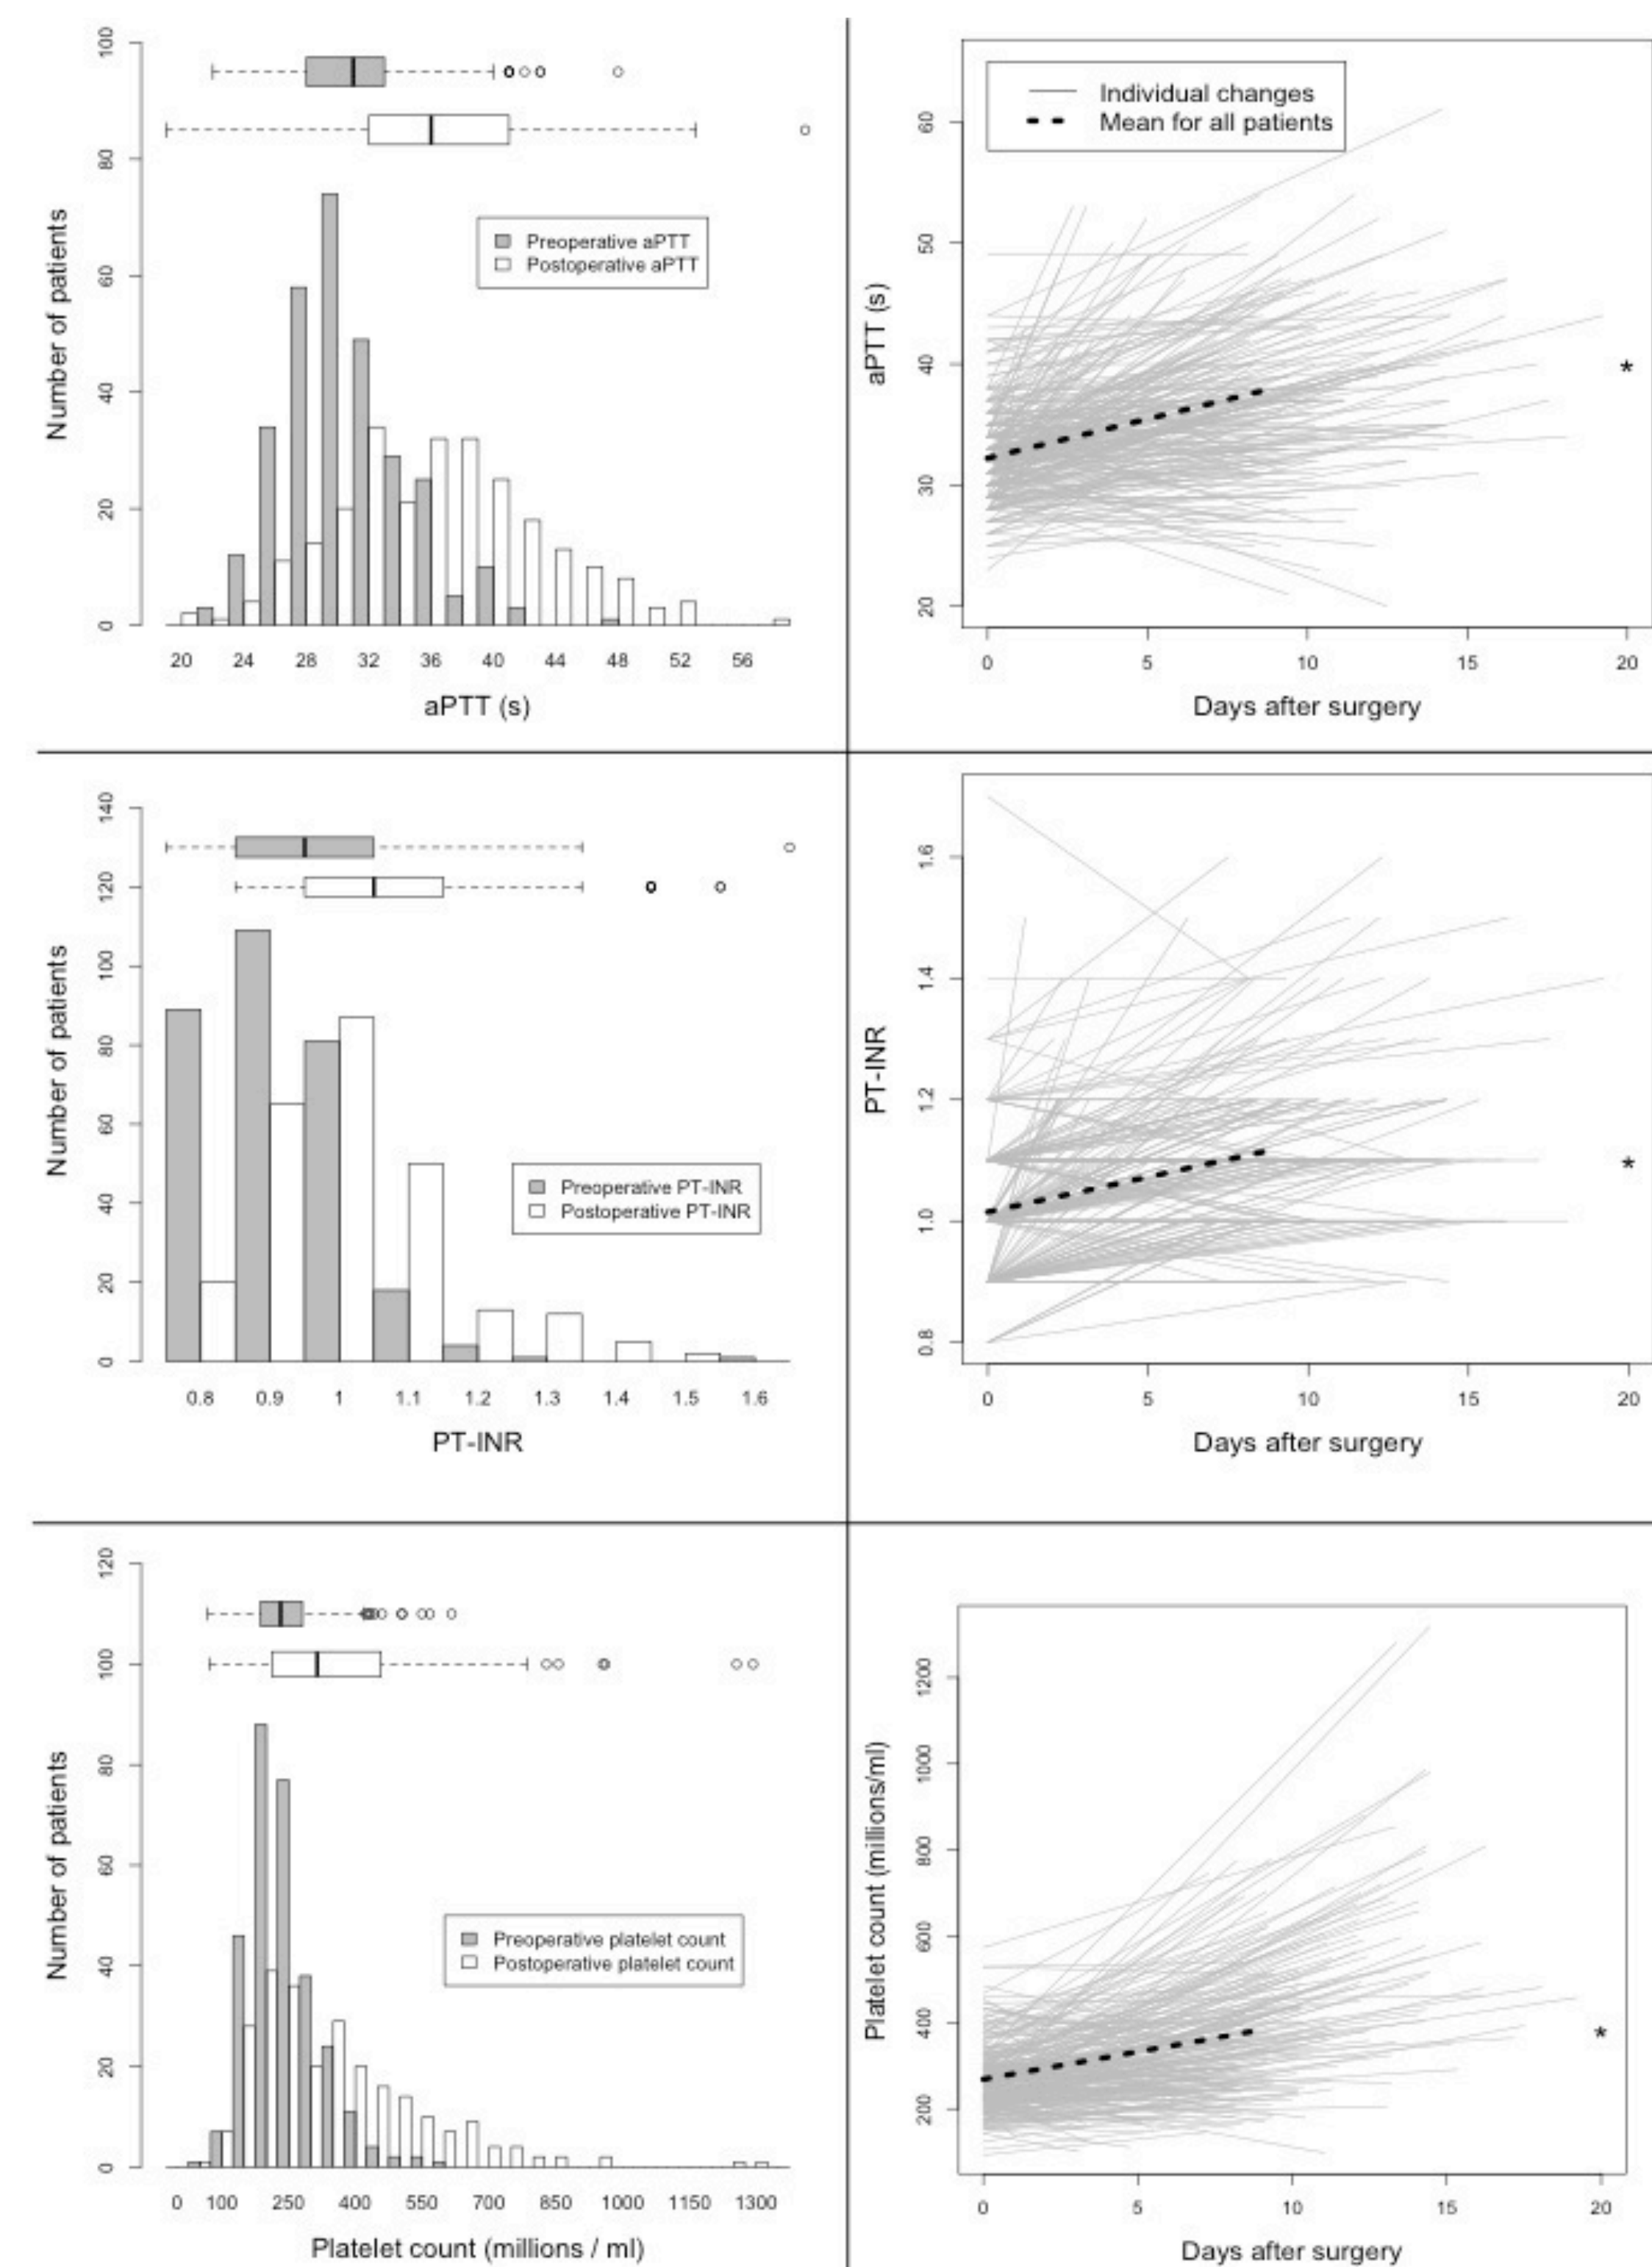 100
80
60
40
20
0
Number of patients
Preoperative aPTT
Postoperative aPTT
20 24 28 32 36 40 44 48 52 56
aPTT (s)
Individual changes
Mean for all patients
60
50
40
30
20
aPTT (s)
*
0 5 10 15 20
Days after surgery
140
120
100
80
60
40
20
0
Number of patients
Preoperative PT-INR
Postoperative PT-INR
0.8 0.9 1 1.1 1.2 1.3 1.4 1.5 1.6
PT-INR
1.6
1.4
1.2
1.0
0.8
PT-INR
*
0 5 10 15 20
Days after surgery
120
100
80
60
40
20
0
Number of patients
Preoperative platelet count
Postoperative platelet count
0 100 250 400 550 700 850 1000 1150 1300
Platelet count (millions / ml)
1200
1000
800
600
400
200
Platelet count (millions/ml)
*
0 5 10 15 20
Days after surgery